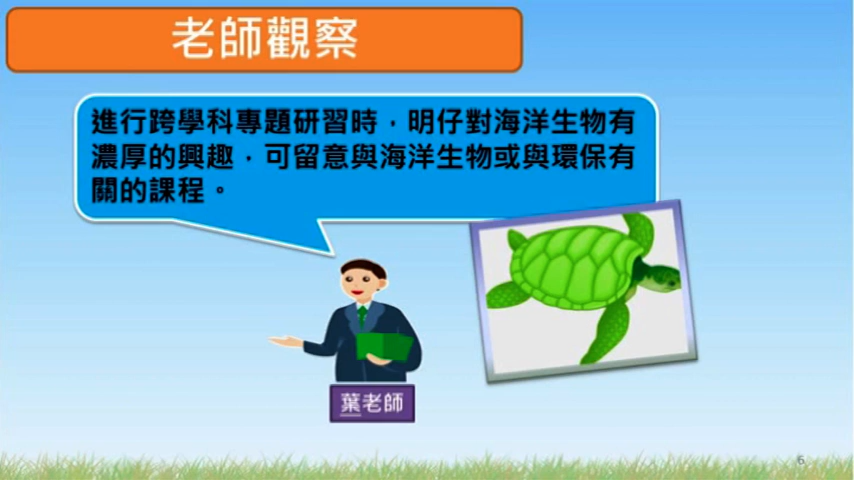 老師觀察
進行跨學科專題研習時，明仔對海洋生物有
濃厚的興趣，可留意與海洋生物或與環保有
關的課程。
葉老師
6